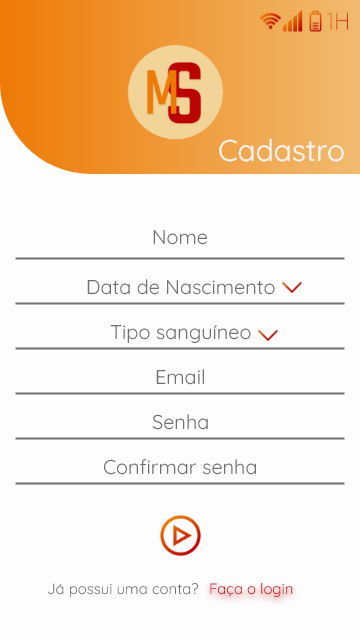 1H
MS
Cadastro
Nome
Data de Nascimento
Tipo sanguíneo
Email
Senha
Confirmar senha
Já possui uma conta? Faça o login